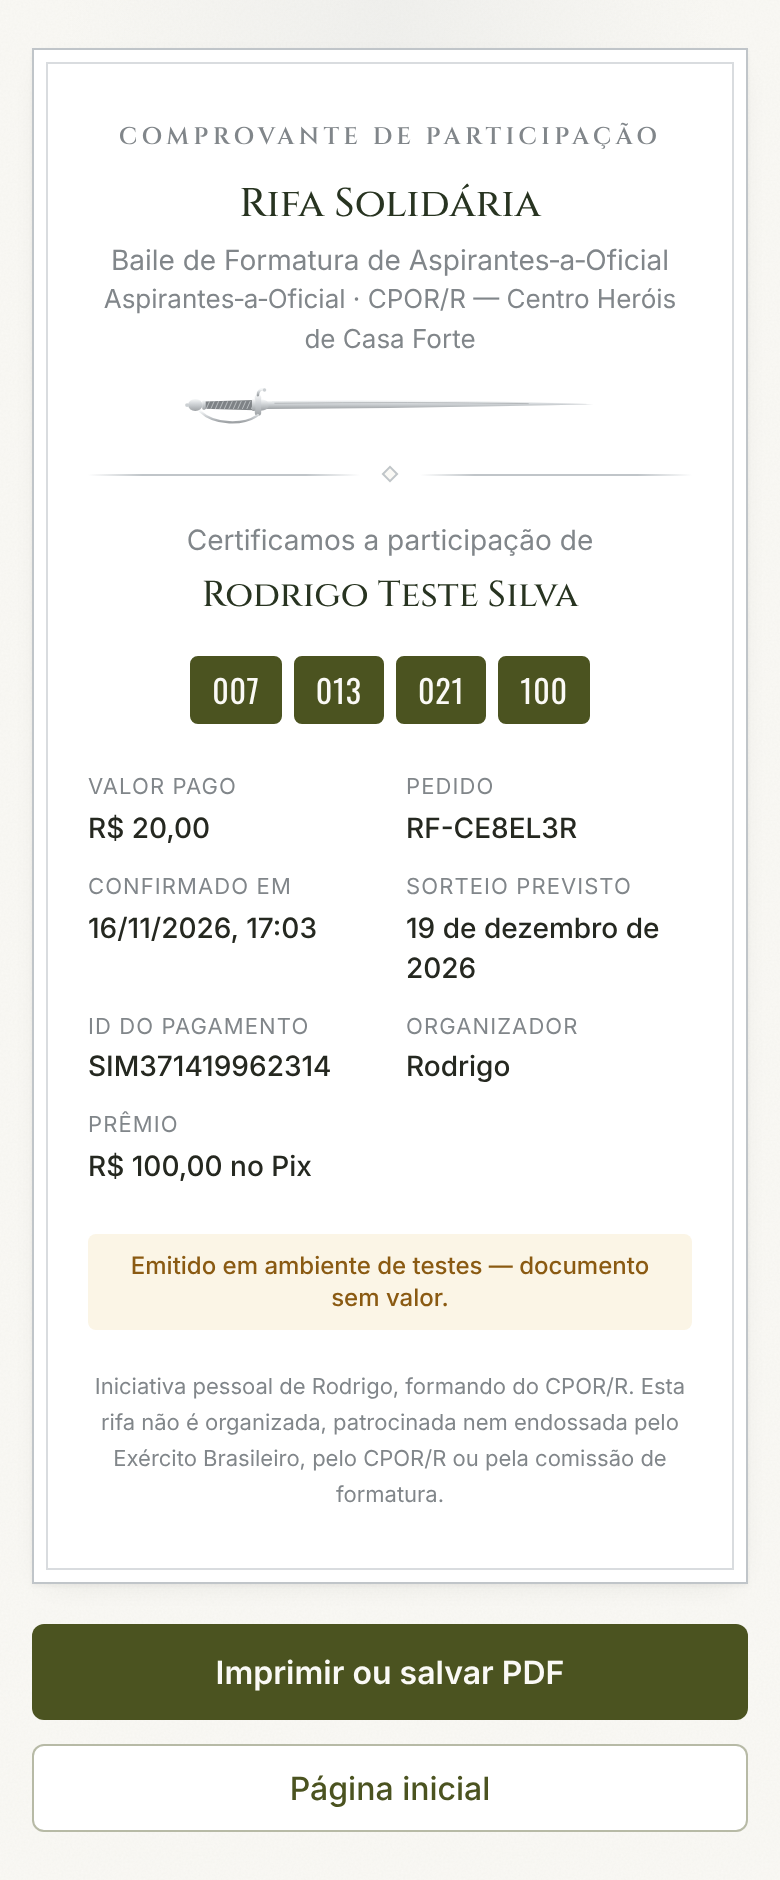 COMPROVANTE DE PARTICIPAÇÃO
Rifa Solidária
Baile de Formatura de Aspirantes-a-Oficial
Aspirantes-a-Oficial · CPOR/R — Centro Heróis
de Casa Forte
Certificamos a participação de
Rodrigo Teste Silva
007 013 021 100
VALOR PAGO
R$ 20,00
PEDIDO
RF-CE8EL3R
CONFIRMADO EM
16/11/2026, 17:03
SORTEIO PREVISTO
19 de dezembro de
2026
ID DO PAGAMENTO
SIM371419962314
ORGANIZADOR
Rodrigo
PRÊMIO
R$ 100,00 no Pix
Emitido em ambiente de testes — documento
sem valor.
Iniciativa pessoal de Rodrigo, formando do CPOR/R. Esta
rifa não é organizada, patrocinada nem endossada pelo
Exército Brasileiro, pelo CPOR/R ou pela comissão de
formatura.
Imprimir ou salvar PDF
Página inicial